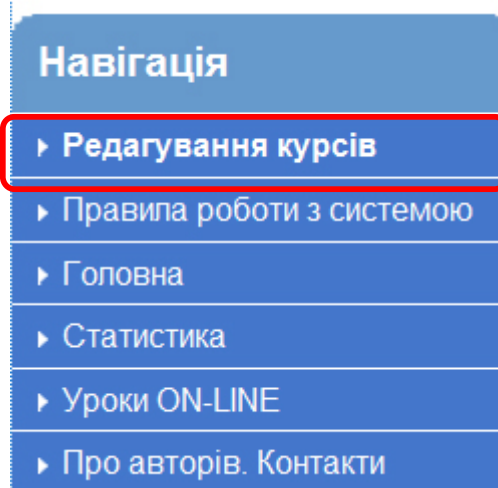 Навігація
Редагування курсів
Правила роботи з системою
Головна
Статистика
Уроки ON-LINE
Про авторів. Контакти